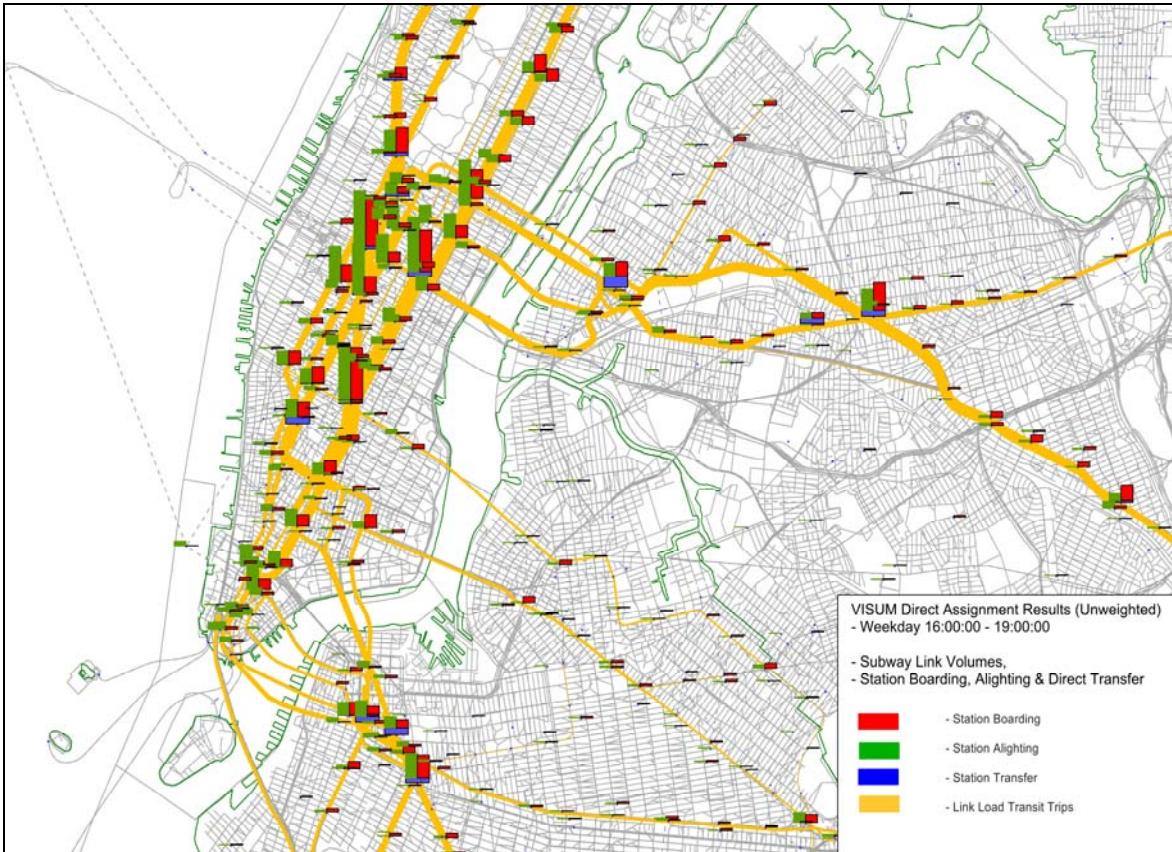 VISUM Direct Assignment Results (Unweighted)
- Weekday 16:00:00 - 19:00:00
- Subway Link Volumes,
- Station Boarding, Alighting & Direct Transfer
- Station Boarding
- Station Alighting
- Station Transfer
- Link Load Transit Trips